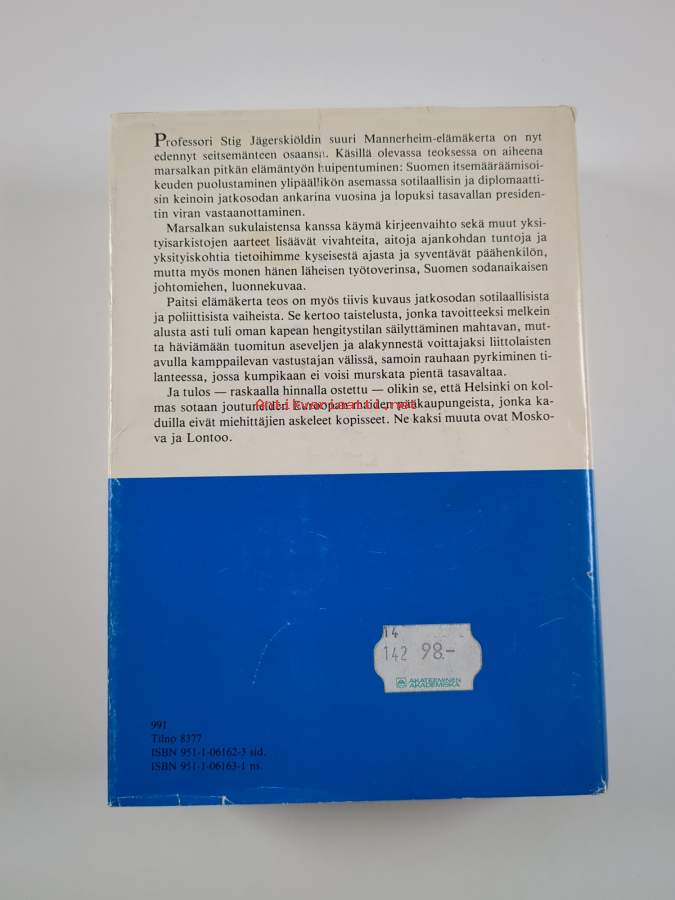 Professori Stig Jägerskiöldin suuri Mannerheim-elämäkerta on nyt
edennyt seitsemänteen osaansa. Käsillä olevassa teoksessa on aiheena
marsalkan pitkän elämäntyön huipentuminen: Suomen itsemääräämisoi-
keuden puolustaminen ylipäällikön asemassa sotilaallisin ja diplomaatti-
sin keinoin jatkosodan ankarina vuosina ja lopuksi tasavallan presiden-
tin viran vastaanottaminen.
Marsalkan sukulaistensa kanssa käymä kirjeenvaihto sekä muut yksi-
tyisarkistojen aarteet lisäävät vivahteita, aitoja ajankohdan tuntoja ja
yksityiskohtia tietoihimme kyseisestä ajasta ja syventävät päähenkilön,
mutta myös monen hänen läheisen työtoverinsa, Suomen sodanaikaisen
johtomiehen, luonnekuvaa.
Paitsi elämäkerta teos on myös tiivis kuvaus jatkosodan sotilaallisista
ja poliittisista vaiheista. Se kertoo taistelusta, jonka tavoitteeksi melkein
alusta asti tuli oman kapean hengitystilan säilyttäminen mahtavan, mut-
ta häviämään tuomitun aseveljen ja alakynnestä voittajaksi liittolaisten
avulla kamppailevan vastustajan välissä, samoin rauhaan pyrkiminen ti-
lanteessa, jossa kumpikaan ei voisi murskata pientä tasavaltaa.
Ja tulos — raskaalla hinnalla ostettu — olikin se, että Helsinki on kol-
mas sotaan joutuneiden Euroopan maiden pääkaupungeista, jonka ka-
Antikvariaatti.net
duilla eivät miehittäjien askeleet kopisseet. Ne kaksi muuta ovat Mosko-
va ja Lontoo.
14
142 98.-
AKATEEMINEN
AKADEMISKA
991
Tilno 8377
ISBN 951-1-06162-3 sid.
ISBN 951-1-06163-1 ns.